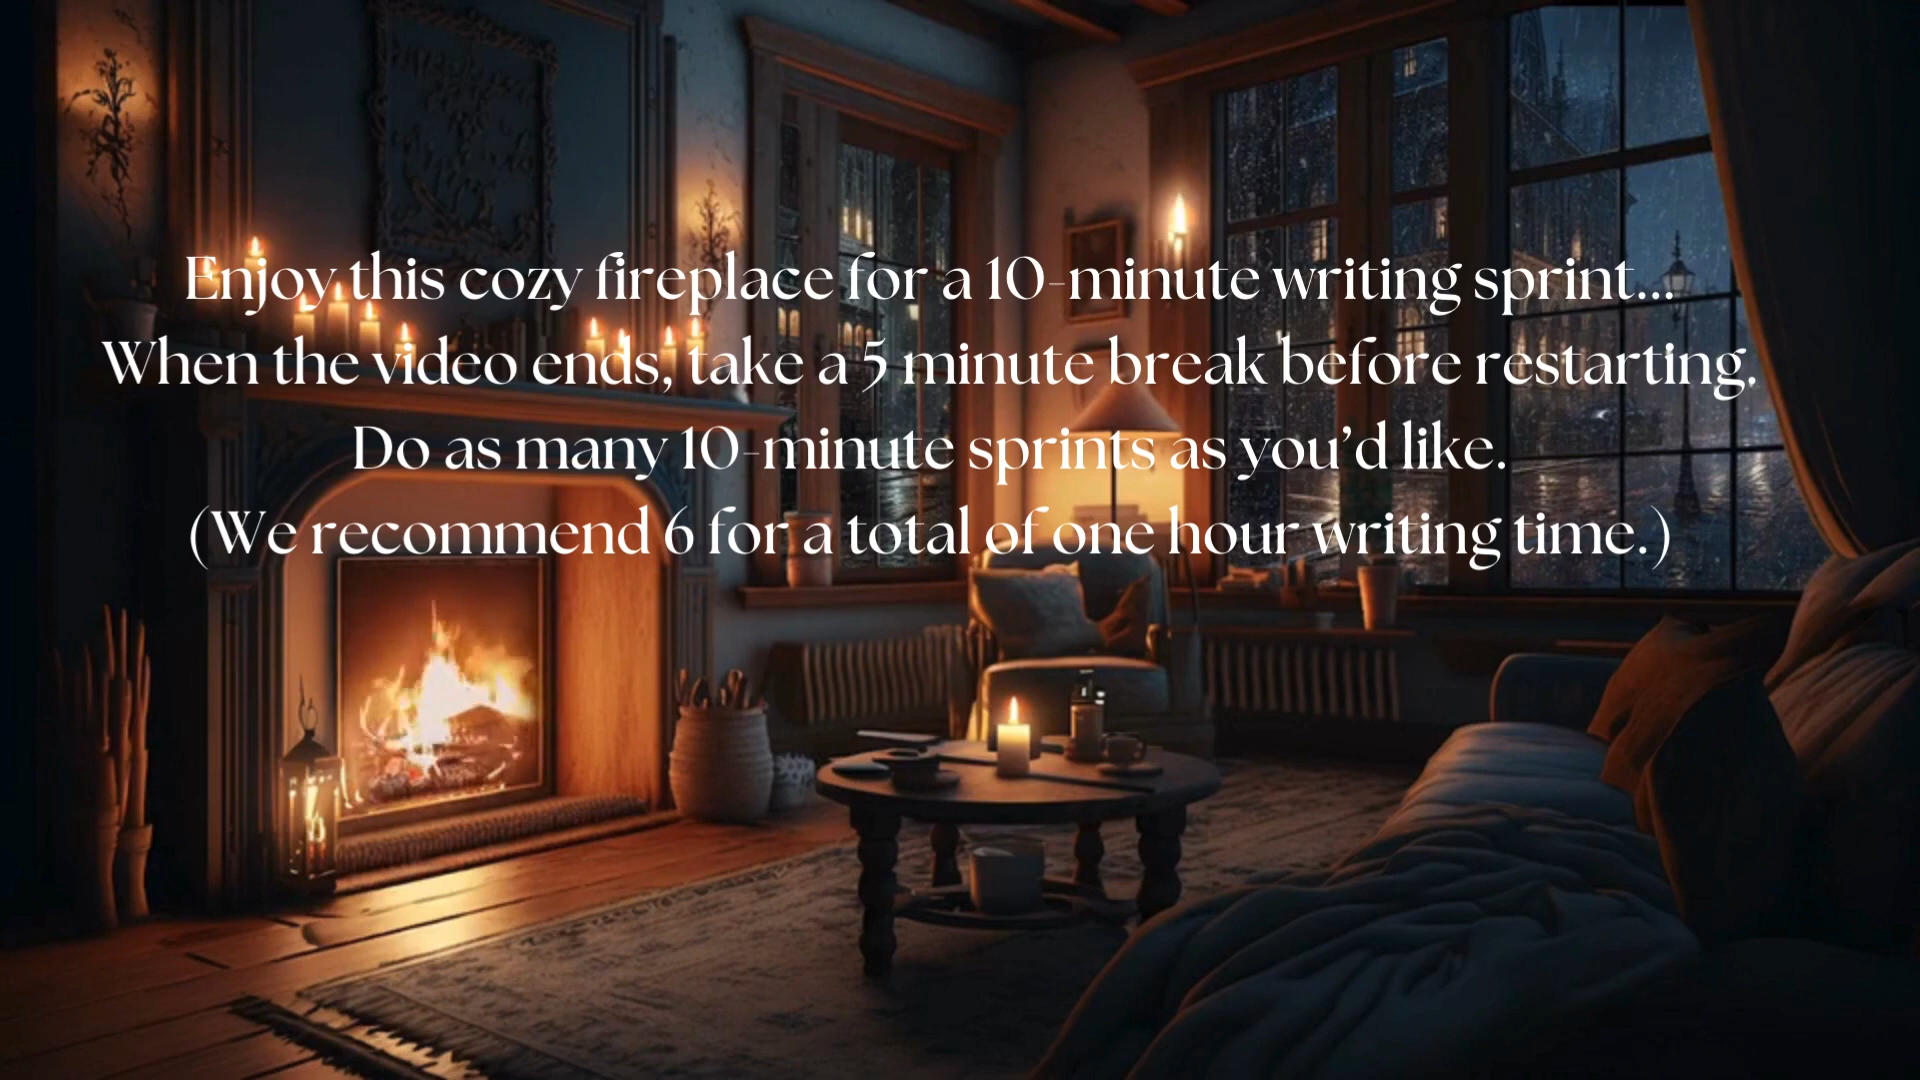 Enjoy this cozy fireplace for a 10-minute writing sprint...
When the video ends, take a 5 minute break before restarting.
Do as many 10-minute sprints as you’d like.
(We recommend 6 for a total of one hour writing time.)